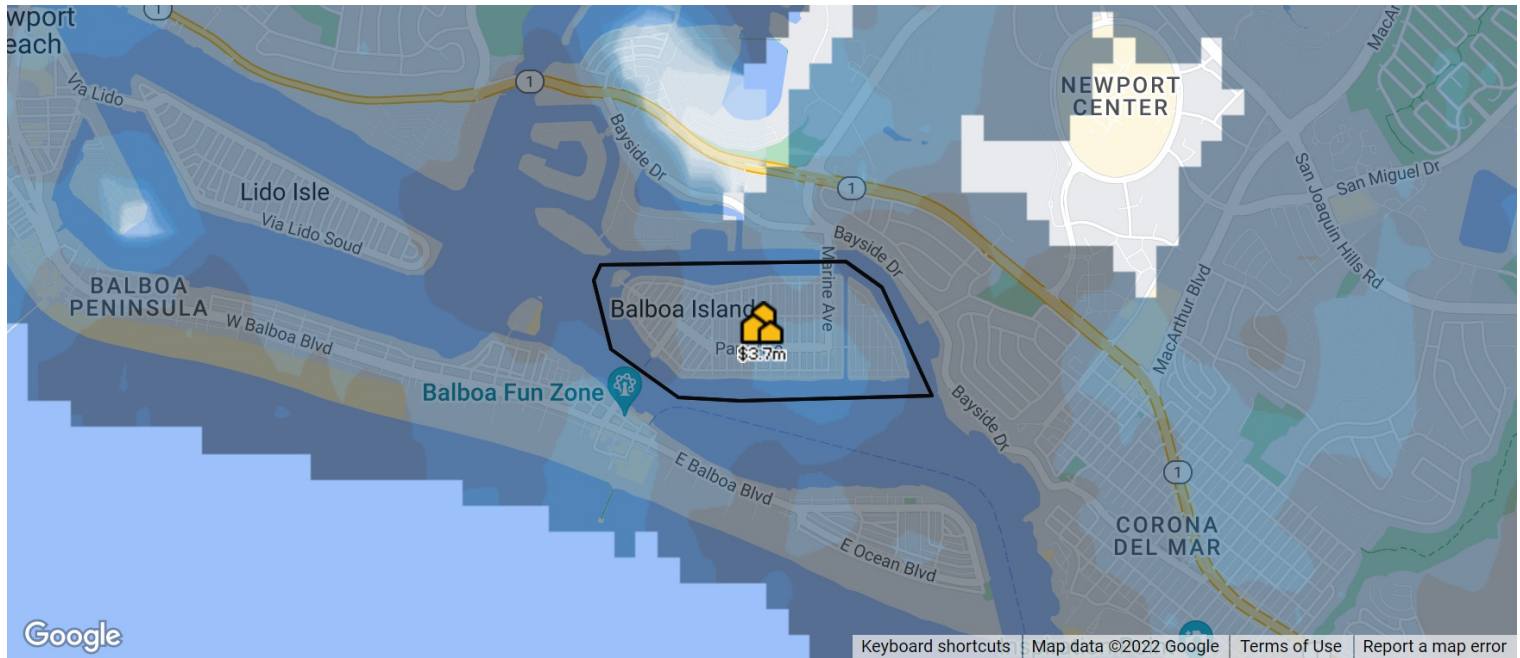 wport
each
1
Via Lido
1
Bayside Dr
Lido Isle
Via Lido Soud
BALBOA
PENINSULA
W Balboa Blvd
NEWPORT
CENTER
MacAr
San Miguel Dr
San Joaquin Hills Rd
1
Bayside Dr
Marine Ave
Balboa Island
Pa
$3.7m
MacArthur Blvd
Balboa Fun Zone
Bayside Dr
E Balboa Blvd
1
CORONA
DEL MAR
E Ocean Blvd
Google
Keyboard shortcuts
Map data ©2022 Google
Terms of Use
Report a map error